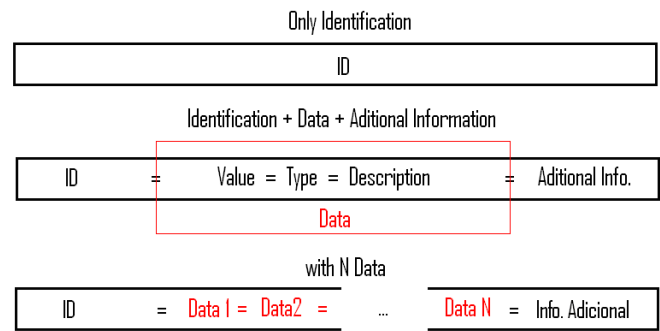 Only Identification
ID
Identification + Data + Aditional Information
ID = Value = Type = Description = Aditional Info.
Data
with N Data
ID = Data 1 = Data2 = ... Data N = Info. Adicional